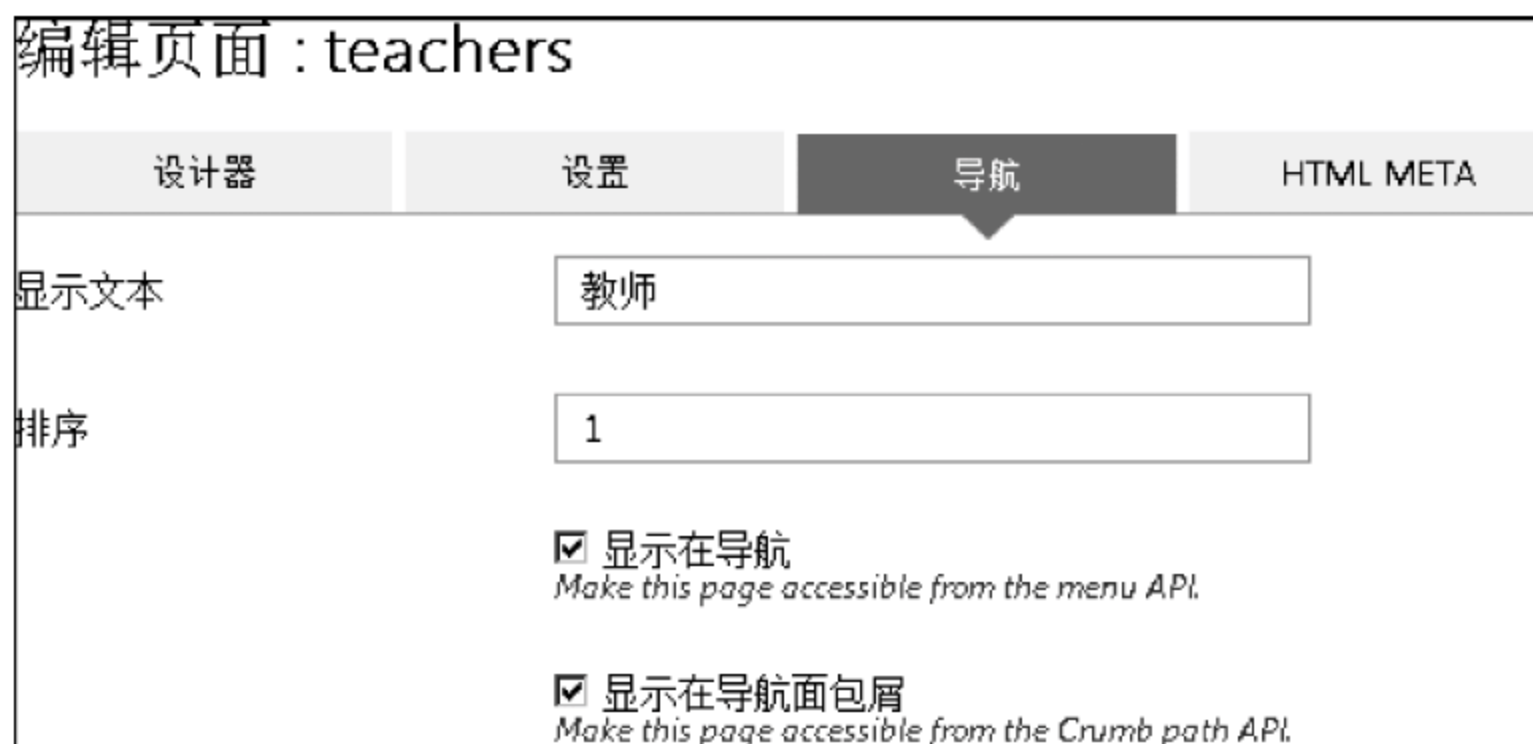 编辑页面 : teachers
设计器 设置 导航 HTML META
显示文本 教师
排序 1
显示在导航
Make this page accessible from the menu API.
显示在导航面包屑
Make this page accessible from the Crumb path API.